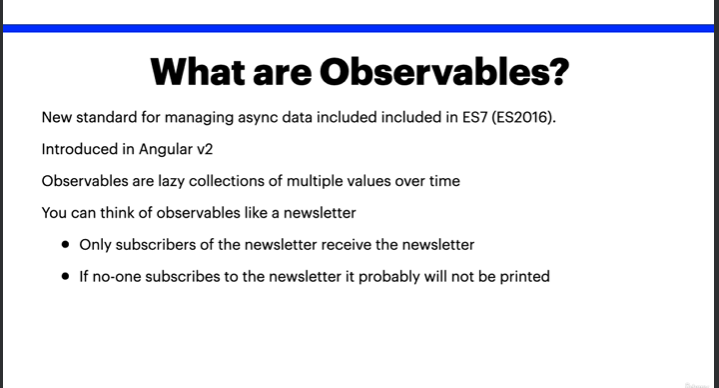 What are Observables?
New standard for managing async data included included in ES7 (ES2016).
Introduced in Angular v2
Observables are lazy collections of multiple values over time
You can think of observables like a newsletter
● Only subscribers of the newsletter receive the newsletter
● If no-one subscribes to the newsletter it probably will not be printed